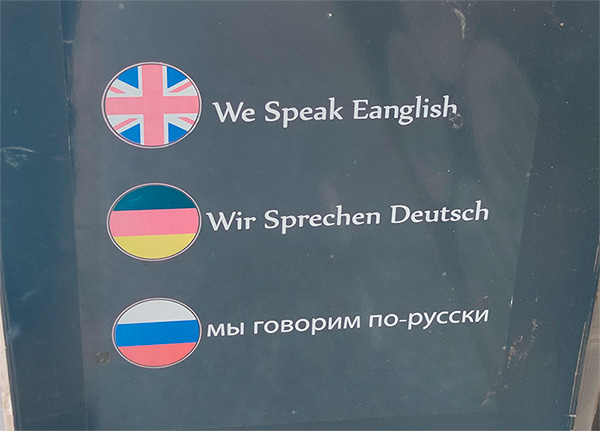 We Speak Eanglish
Wir Sprechen Deutsch
мы говорим по-русски